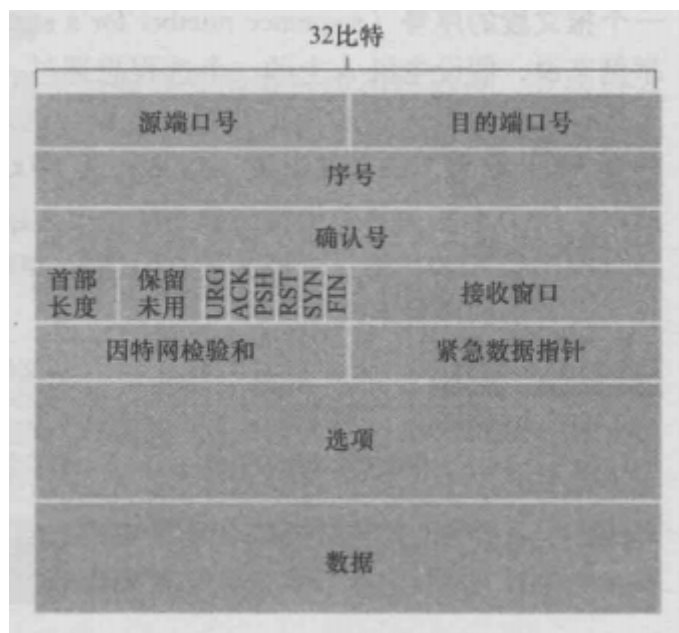 32比特
源端口号 目的端口号
序号
确认号
首部 保留 URG ACK PSH RST SYN FIN 接收窗口
长度 未用
因特网检验和 紧急数据指针
选项
数据